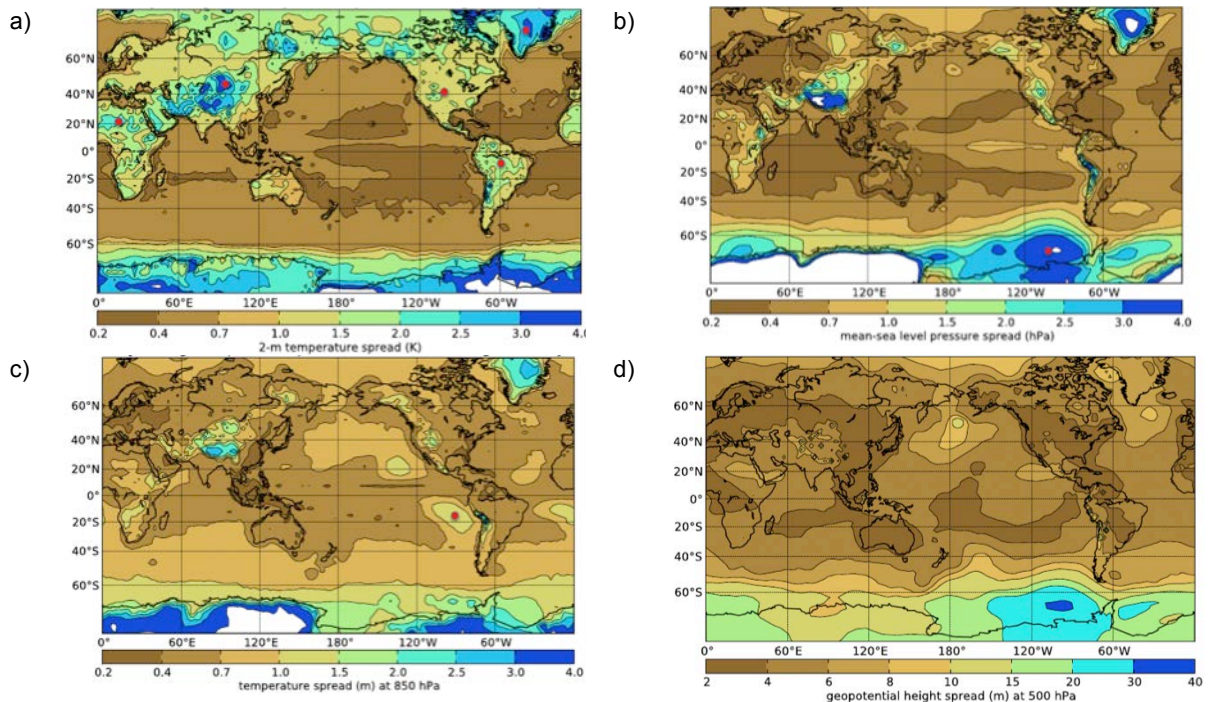 a)
60°N
40°N
20°N
0°
20°S
40°S
60°S
0°E 60°E 120°E 180° 120°W 60°W
0.2 0.4 0.7 1.0 1.5 2.0 2.5 3.0 4.0
2-m temperature spread (K)
b)
60°N
40°N
20°N
0°
20°S
40°S
60°S
0°E 60°E 120°E 180° 120°W 60°W
0.2 0.4 0.7 1.0 1.5 2.0 2.5 3.0 4.0
mean-sea level pressure spread (hPa)
c)
60°N
40°N
20°N
0°
20°S
40°S
60°S
0°E 60°E 120°E 180° 120°W 60°W
0.2 0.4 0.7 1.0 1.5 2.0 2.5 3.0 4.0
temperature spread (m) at 850 hPa
d)
60°N
40°N
20°N
0°
20°S
40°S
60°S
0° 60°E 120°E 180° 120°W 60°W 0°
2 4 6 8 10 15 20 30 40
geopotential height spread (m) at 500 hPa